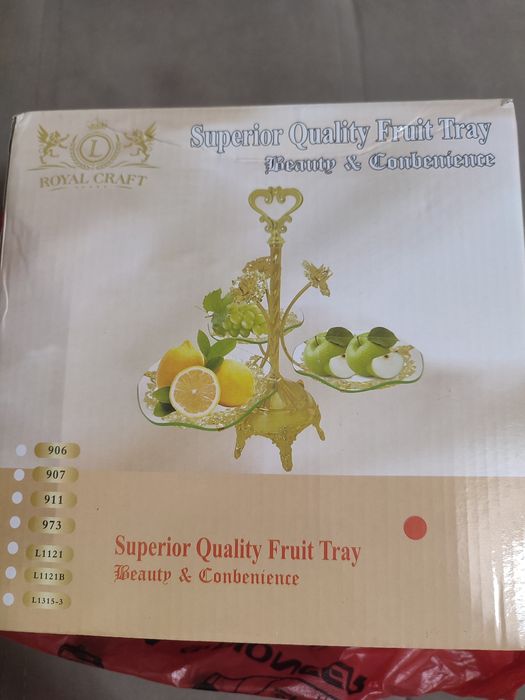 L
ROYAL CRAFT
Superior Quality Fruit Tray
Beauty & Conbenience
906
907
911
973
L1121
L1121B
L1315-3
Superior Quality Fruit Tray
Beauty & Conbenience